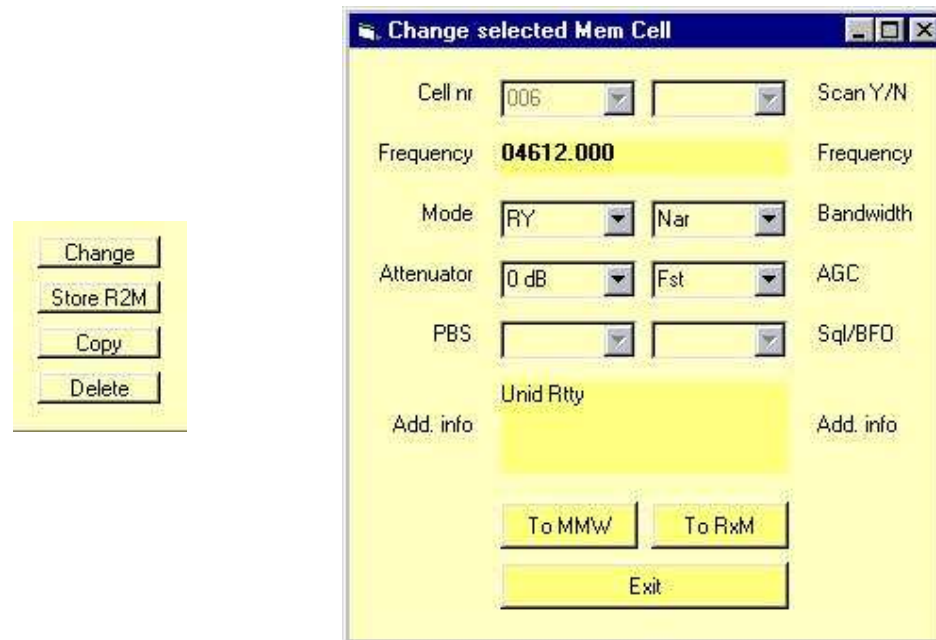 Change
Store R2M
Copy
Delete
Change selected Mem Cell
Cell nr 006 Scan Y/N
Frequency 04612.000 Frequency
Mode RY Nar Bandwidth
Attenuator 0 dB Fst AGC
PBS Sql/BFO
Unid Rtty
Add. info Add. info
To MMW To RxM
Exit